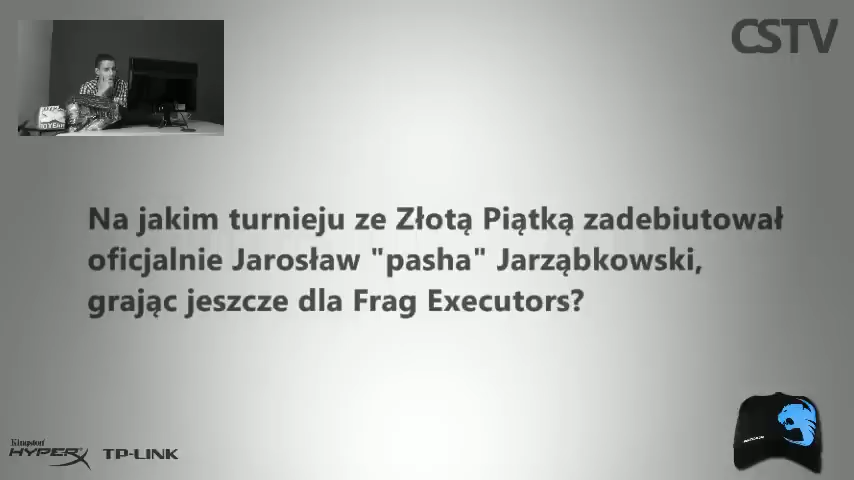 CSTV
Na jakim turnieju ze Złotą Piątką zadebiutował
oficjalnie Jarosław "pasha" Jarząbkowski,
grając jeszcze dla Frag Executors?
Kingston
HYPERX
TP-LINK